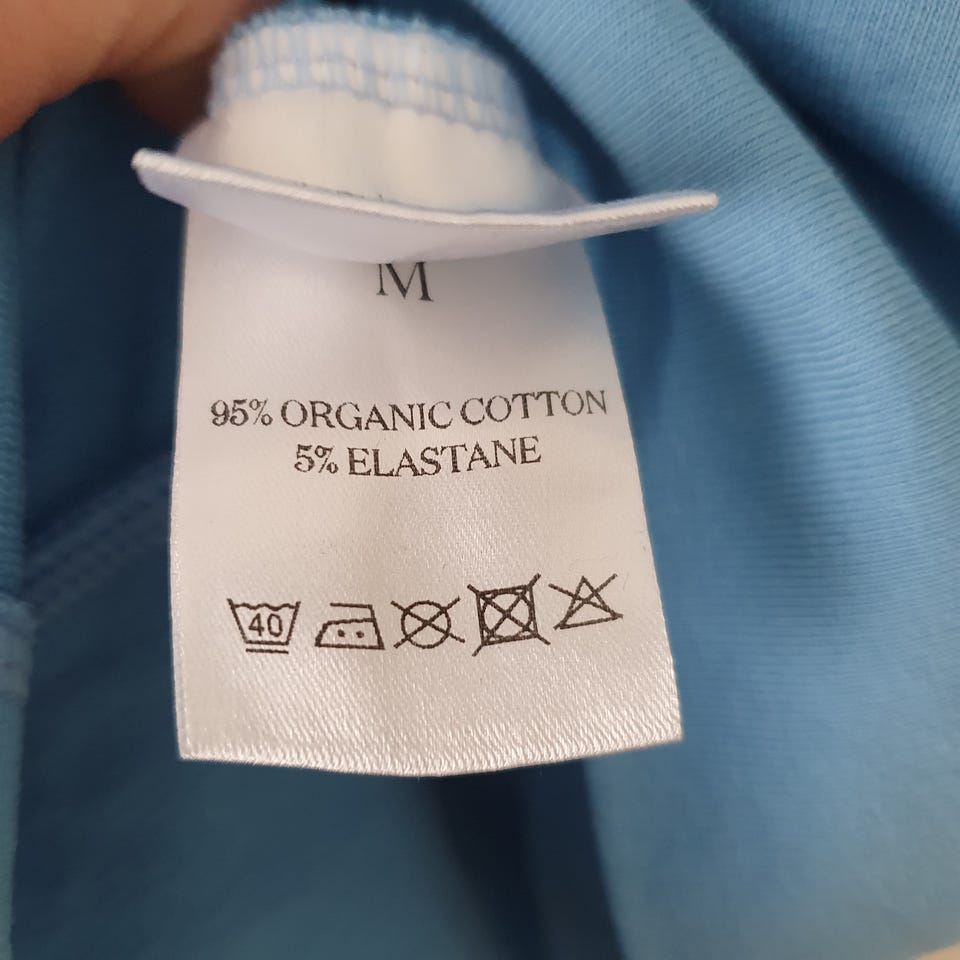 M
95% ORGANIC COTTON
5% ELASTANE
40